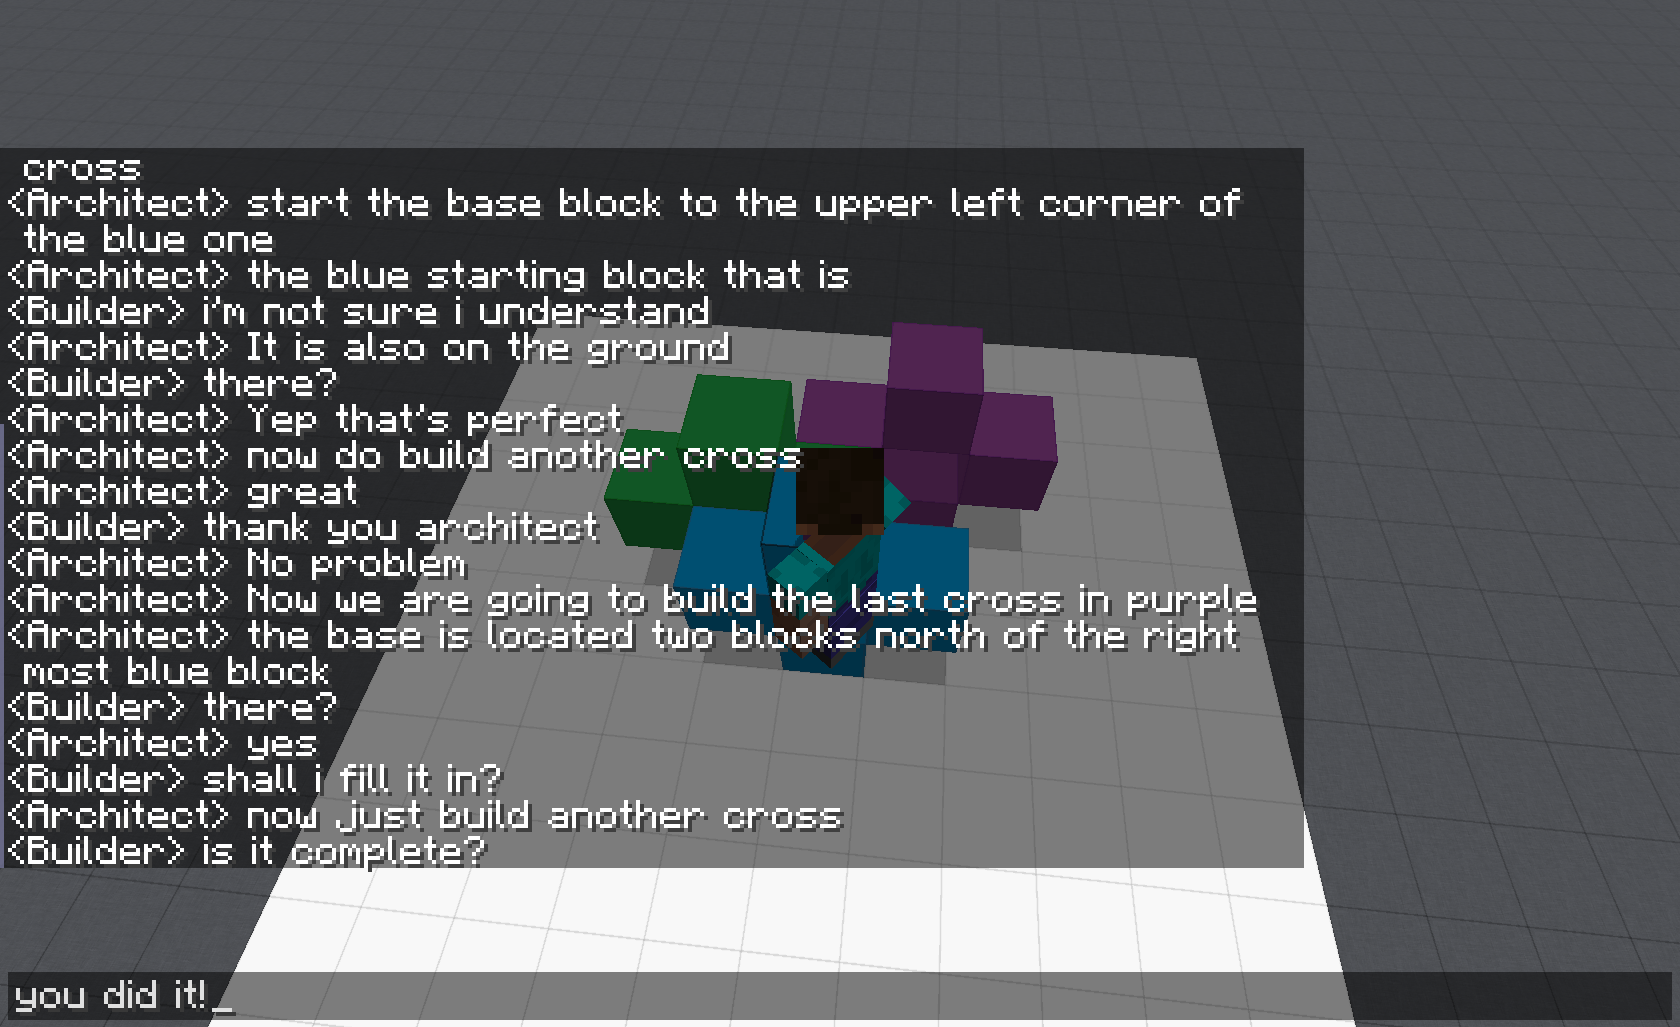 cross
<Architect> start the base block to the upper left corner of
the blue one
<Architect> the blue starting block that is
<Builder> i'm not sure i understand
<Architect> It is also on the ground
<Builder> there?
<Architect> Yep that's perfect
<Architect> now do build another cross
<Architect> great
<Builder> thank you architect
<Architect> No problem
<Architect> Now we are going to build the last cross in purple
<Architect> the base is located two blocks north of the right
most blue block
<Builder> there?
<Architect> yes
<Builder> shall i fill it in?
<Architect> now just build another cross
<Builder> is it complete?
you did it!_